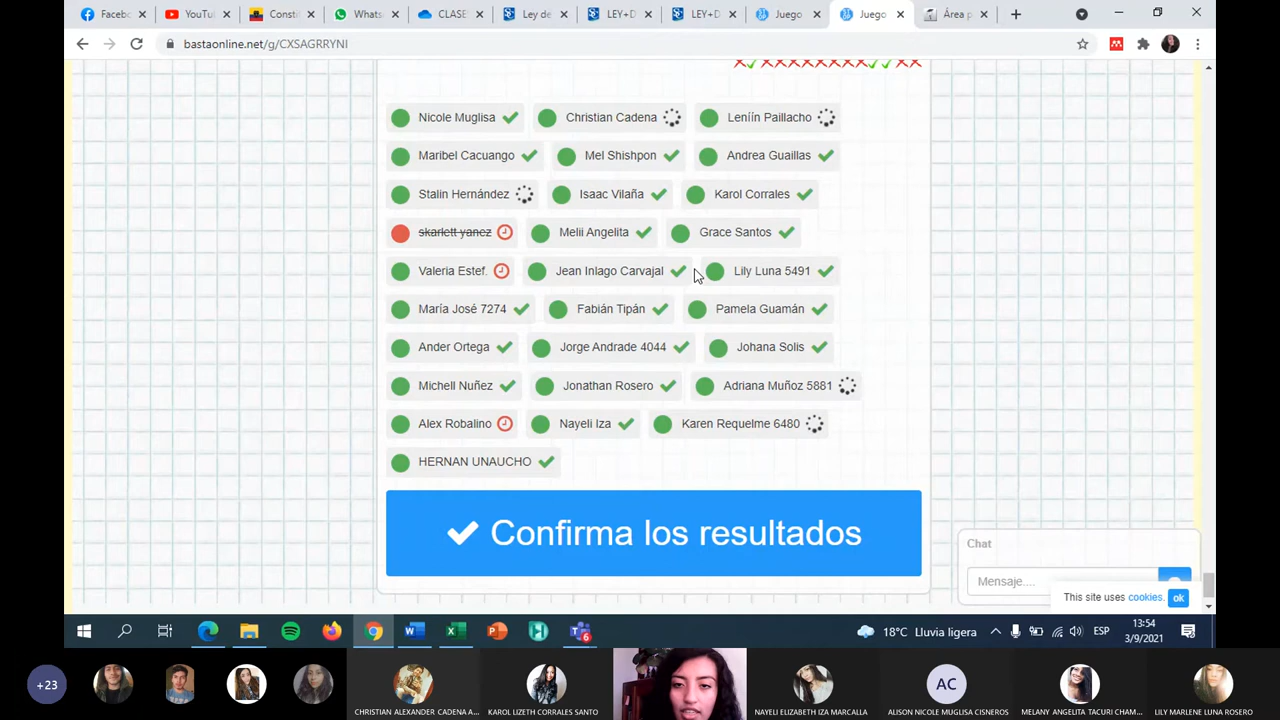 Faceb
YouTu
Consti
Whats
CLASE
Ley de
LEY+D
LEY+D
Juego
Juego
Área p
bastaonline.net/g/CXSAGRRYNI
Nicole Muglisa Christian Cadena Leníín Paillacho
Maribel Cacuango Mel Shishpon Andrea Guaillas
Stalin Hernández Isaac Vilaña Karol Corrales
skarlett yanez Melii Angelita Grace Santos
Valeria Estef. Jean Inlago Carvajal Lily Luna 5491
María José 7274 Fabián Tipán Pamela Guamán
Ander Ortega Jorge Andrade 4044 Johana Solis
Michell Nuñez Jonathan Rosero Adriana Muñoz 5881
Alex Robalino Nayeli Iza Karen Requelme 6480
HERNAN UNAUCHO
Confirma los resultados
Chat
Mensaje....
This site uses cookies. ok
18°C Lluvia ligera ESP 13:54
3/9/2021
+23
AC
CHRISTIAN ALEXANDER CADENA A...
KAROL LIZETH CORRALES SANTO
NAYELI ELIZABETH IZA MARCALLA
ALISON NICOLE MUGLISA CISNEROS
MELANY ANGELITA TACURI CHAM...
LILY MARLENE LUNA ROSERO